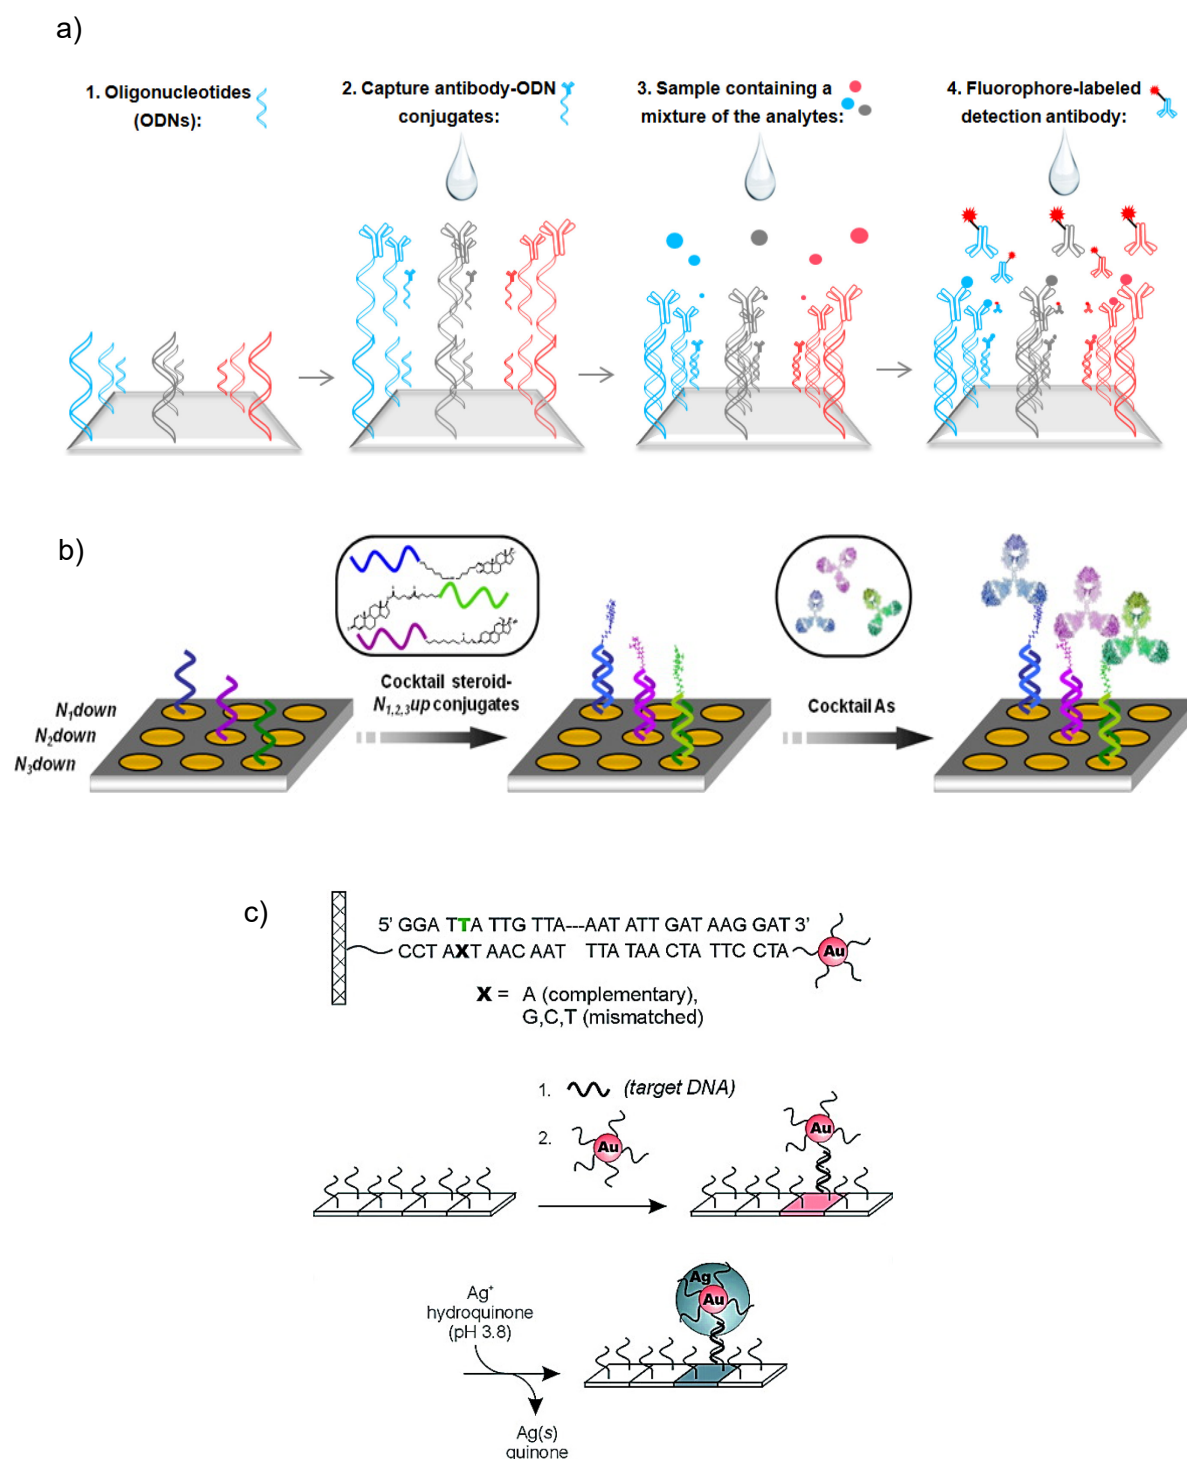 a)
1. Oligonucleotides
(ODNs):
2. Capture antibody-ODN
conjugates:
3. Sample containing a
mixture of the analytes:
4. Fluorophore-labeled
detection antibody:
b)
Cocktail steroid-
N1,2,3up conjugates
Cocktail As
N1down
N2down
N3down
c)
5' GGA TTA TTG TTA---AAT ATT GAT AAG GAT 3'
CCT AXT AAC AAT TTA TAA CTA TTC CTA
Au
X = A (complementary),
G,C,T (mismatched)
1. (target DNA)
2. Au
Au
Ag+
hydroquinone
(pH 3.8)
Ag
Au
Ag(s)
quinone